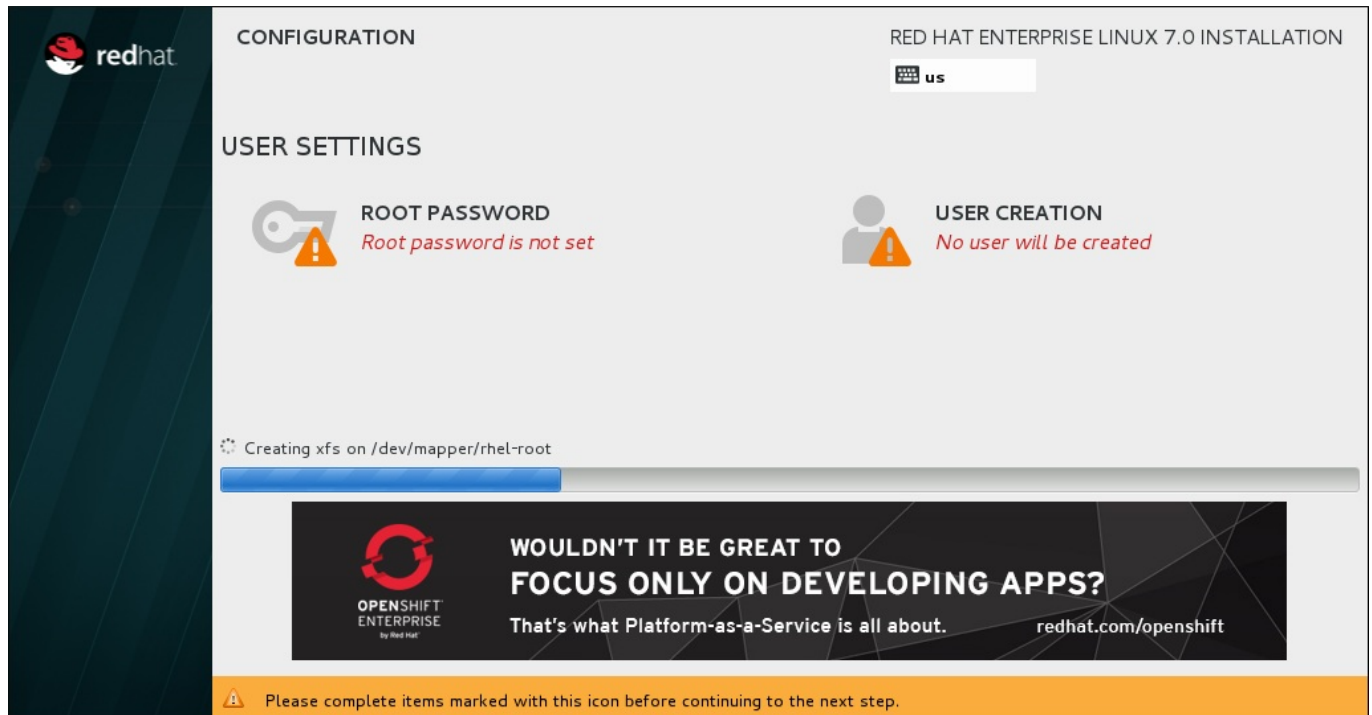 redhat
CONFIGURATION
RED HAT ENTERPRISE LINUX 7.0 INSTALLATION
us
USER SETTINGS
ROOT PASSWORD
Root password is not set
USER CREATION
No user will be created
Creating xfs on /dev/mapper/rhel-root
OPENSHIFT
ENTERPRISE
by Red Hat
WOULDN'T IT BE GREAT TO
FOCUS ONLY ON DEVELOPING APPS?
That's what Platform-as-a-Service is all about.
redhat.com/openshift
Please complete items marked with this icon before continuing to the next step.